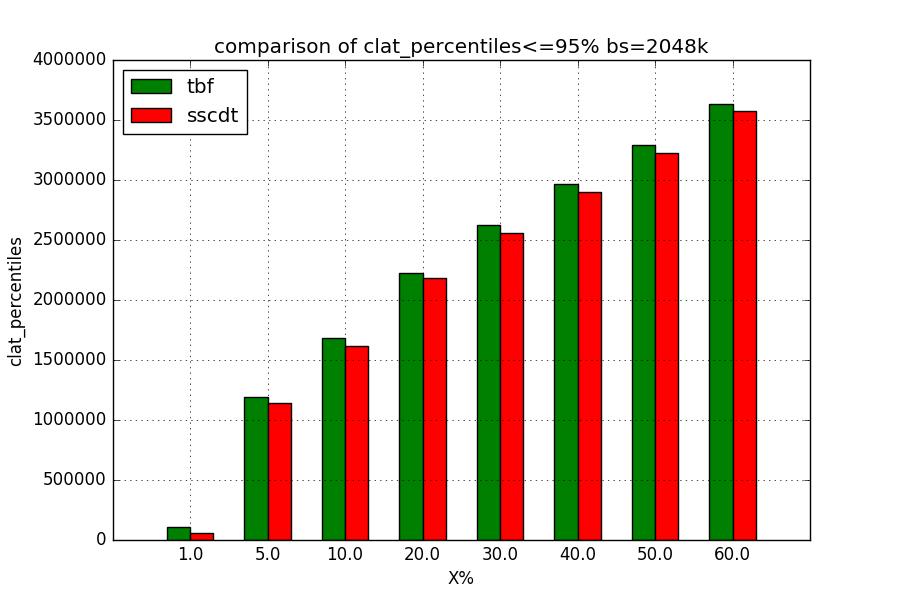 comparison of clat_percentiles<=95% bs=2048k
tbf
sscdt
4000000
3500000
3000000
2500000
2000000
1500000
1000000
500000
0
clat_percentiles
1.0 5.0 10.0 20.0 30.0 40.0 50.0 60.0
X%